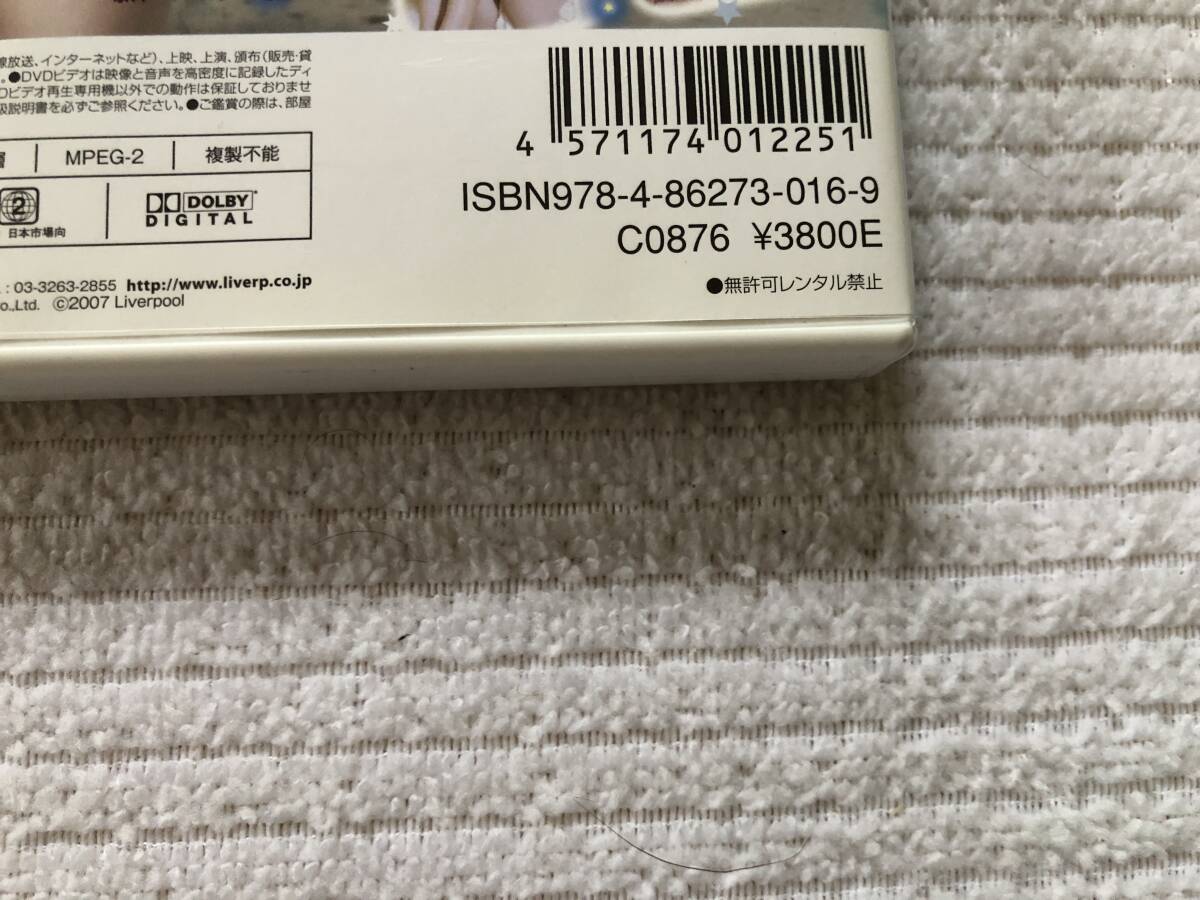 線放送、インターネットなど)、上映、上演、頒布(販売・貸
。●DVDビデオは映像と音声を高密度に記録したディ
Dビデオ再生専用機以外での動作は保証しておりませ
扱説明書を必ずご参照ください。●ご鑑賞の際は、部屋
層 MPEG-2 複製不能
2 DOLBY
DIGITAL
日本市場向
: 03-3263-2855 http://www.liverp.co.jp
o.,Ltd. ©2007 Liverpool
4 571174 012251
ISBN978-4-86273-016-9
C0876 ¥3800E
●無許可レンタル禁止